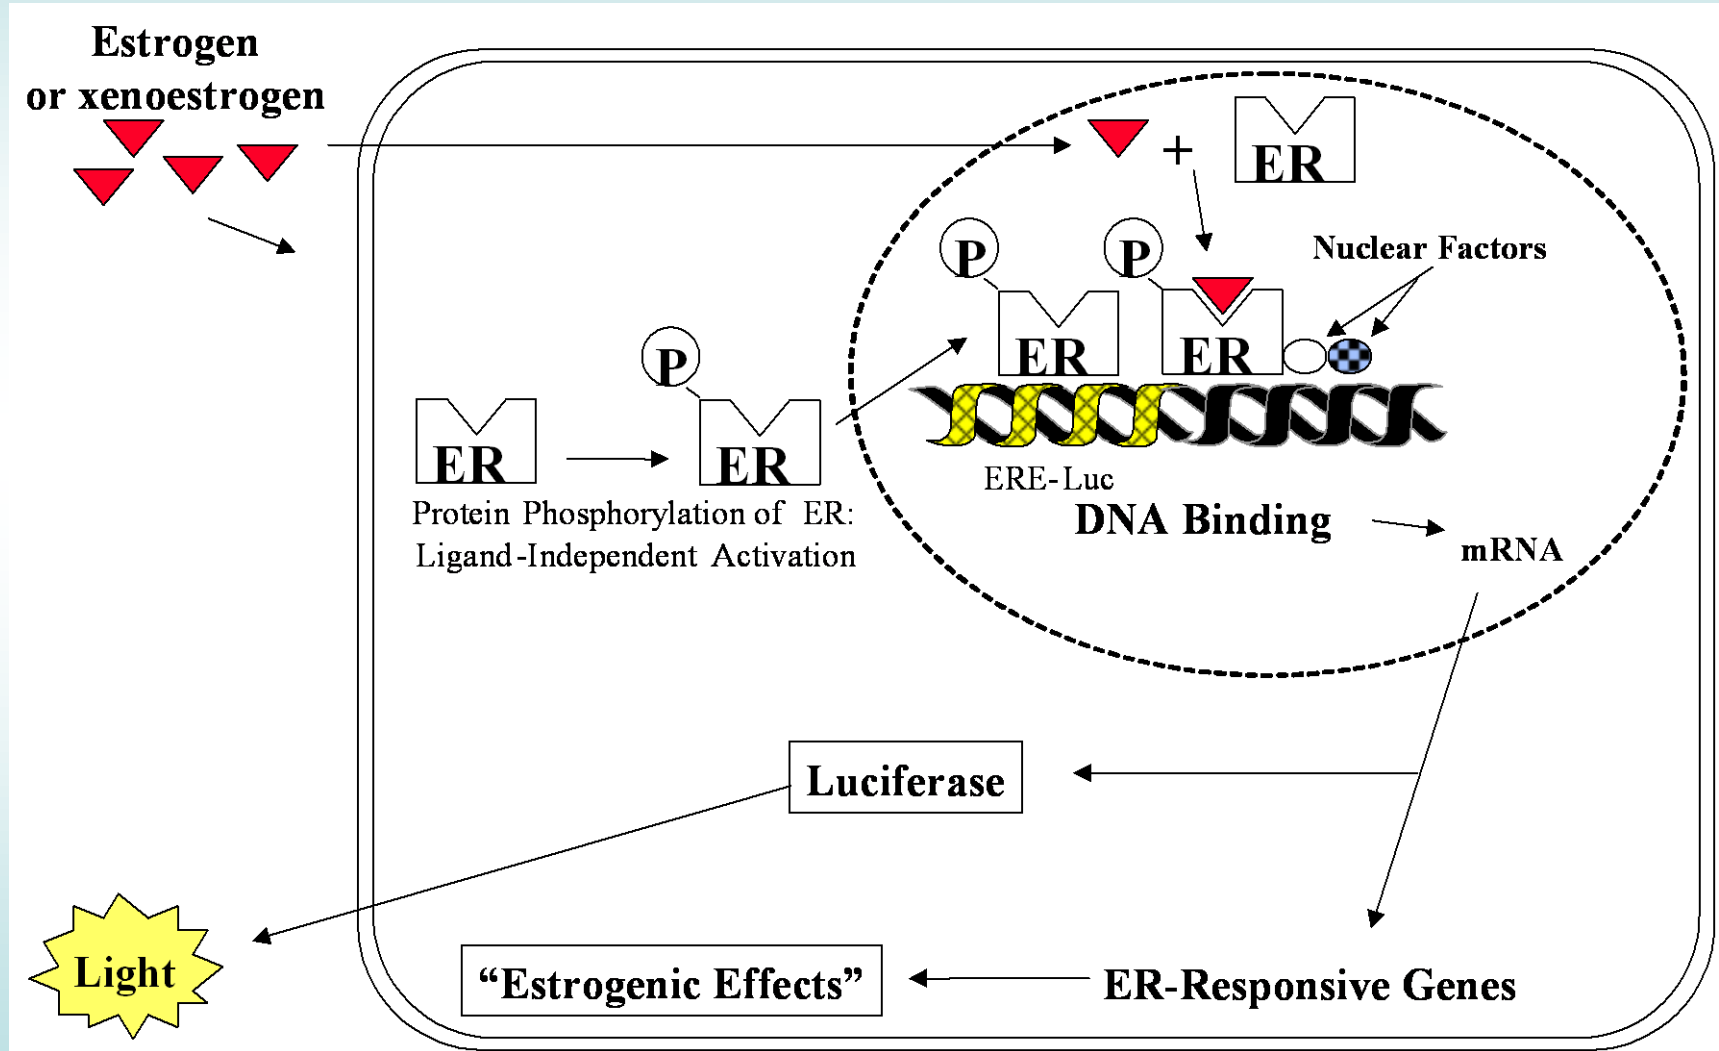 Estrogen
or xenoestrogen
+
ER
P
P
Nuclear Factors
ER
ER
P
ER
ER
Protein Phosphorylation of ER:
Ligand-Independent Activation
ERE-Luc
DNA Binding
mRNA
Luciferase
Light
“Estrogenic Effects”
ER-Responsive Genes